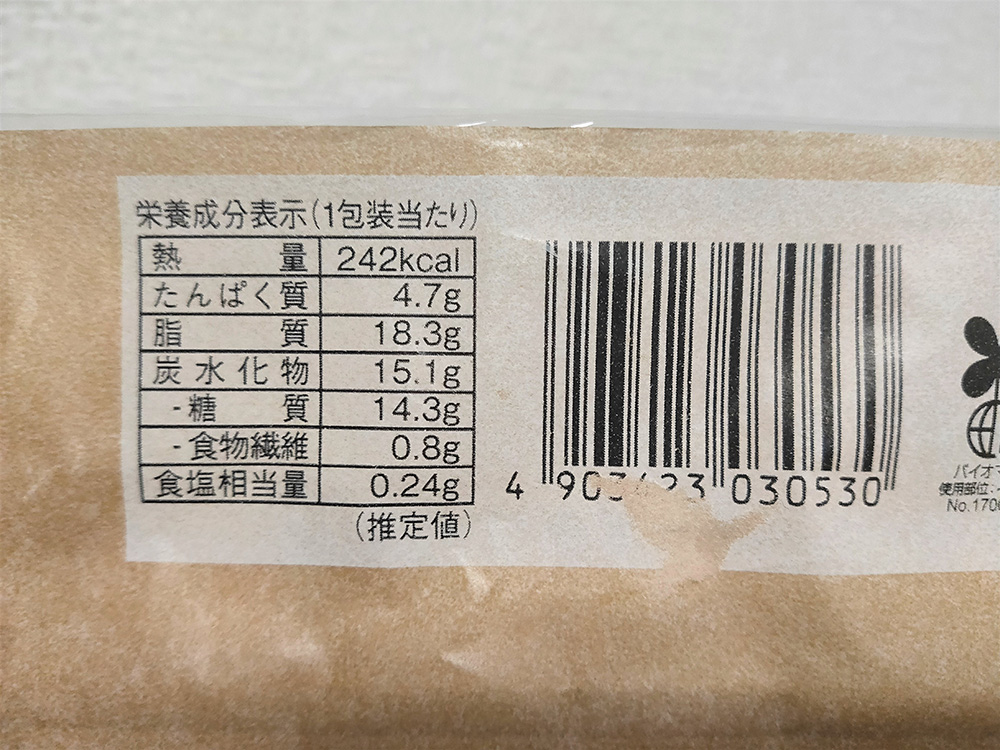 栄養成分表示(1包装当たり)
熱量 242kcal
たんぱく質 4.7g
脂質 18.3g
炭水化物 15.1g
-糖質 14.3g
-食物繊維 0.8g
食塩相当量 0.24g
(推定値)
4 903423 030530
バイオマ
使用部位:
No.170